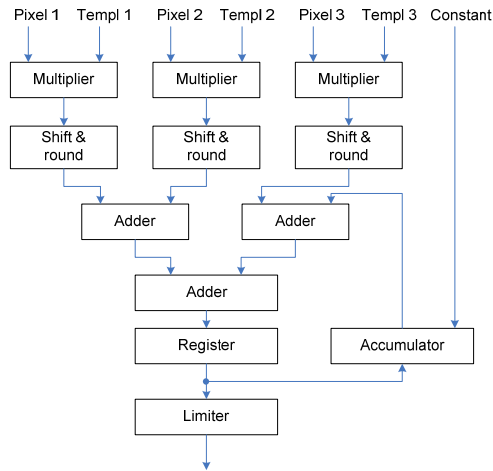 Pixel 1 Templ 1 Pixel 2 Templ 2 Pixel 3 Templ 3 Constant
Multiplier Multiplier Multiplier
Shift & Shift & Shift &
round round round
Adder Adder
Adder
Register Accumulator
Limiter